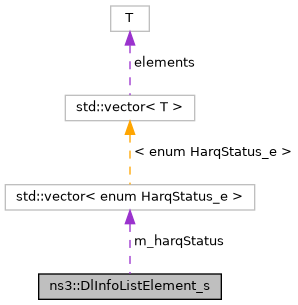 T
elements
std::vector< T >
< enum HarqStatus_e >
std::vector< enum HarqStatus_e >
m_harqStatus
ns3::DlInfoListElement_s